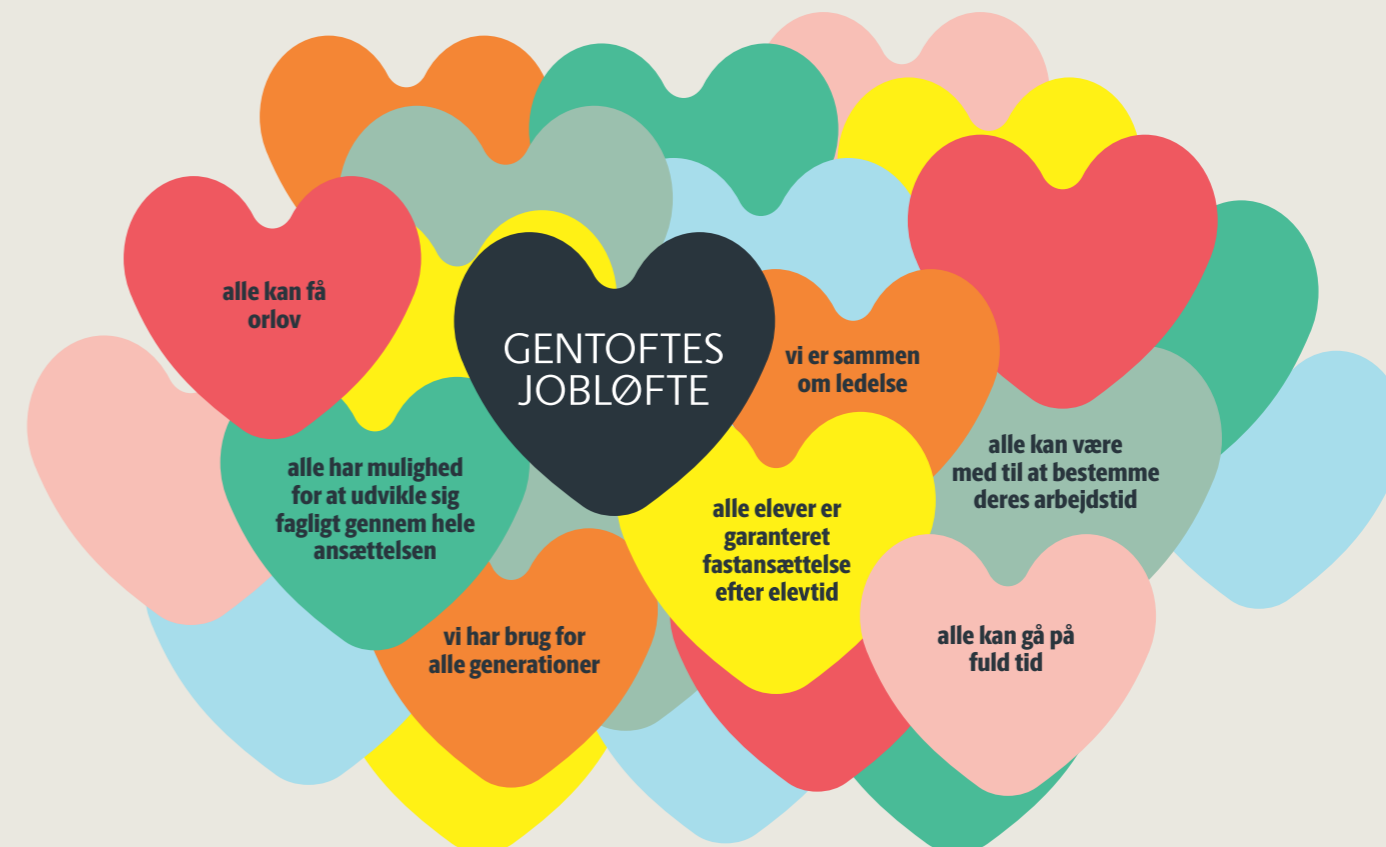 alle kan få
orlov
GENTOFTES
JOBLØFTE
vi er sammen
om ledelse
alle har mulighed
for at udvikle sig
fagligt gennem hele
ansættelsen
alle kan være
med til at bestemme
deres arbejdstid
alle elever er
garanteret
fastansættelse
efter elevtid
vi har brug for
alle generationer
alle kan gå på
fuld tid